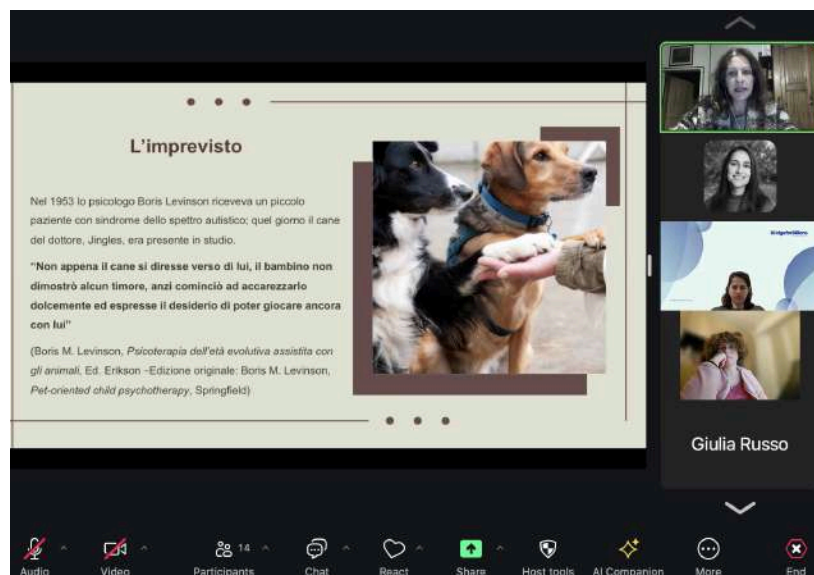 L'imprevisto
Nel 1953 lo psicologo Boris Levinson riceveva un piccolo
paziente con sindrome dello spettro autistico; quel giorno il cane
del dottore, Jingles, era presente in studio.
"Non appena il cane si diresse verso di lui, il bambino non
dimostrò alcun timore, anzi cominciò ad accarezzarlo
dolcemente ed espresse il desiderio di poter giocare ancora
con lui"
(Boris M. Levinson, Psicoterapia dell'età evolutiva assistita con
gli animali, Ed. Erikson –Edizione originale: Boris M. Levinson,
Pet-oriented child psychotherapy, Springfield)
Giulia Russo
14
Audio
Video
Participants
Chat
React
Share
Host tools
AI Companion
More
End